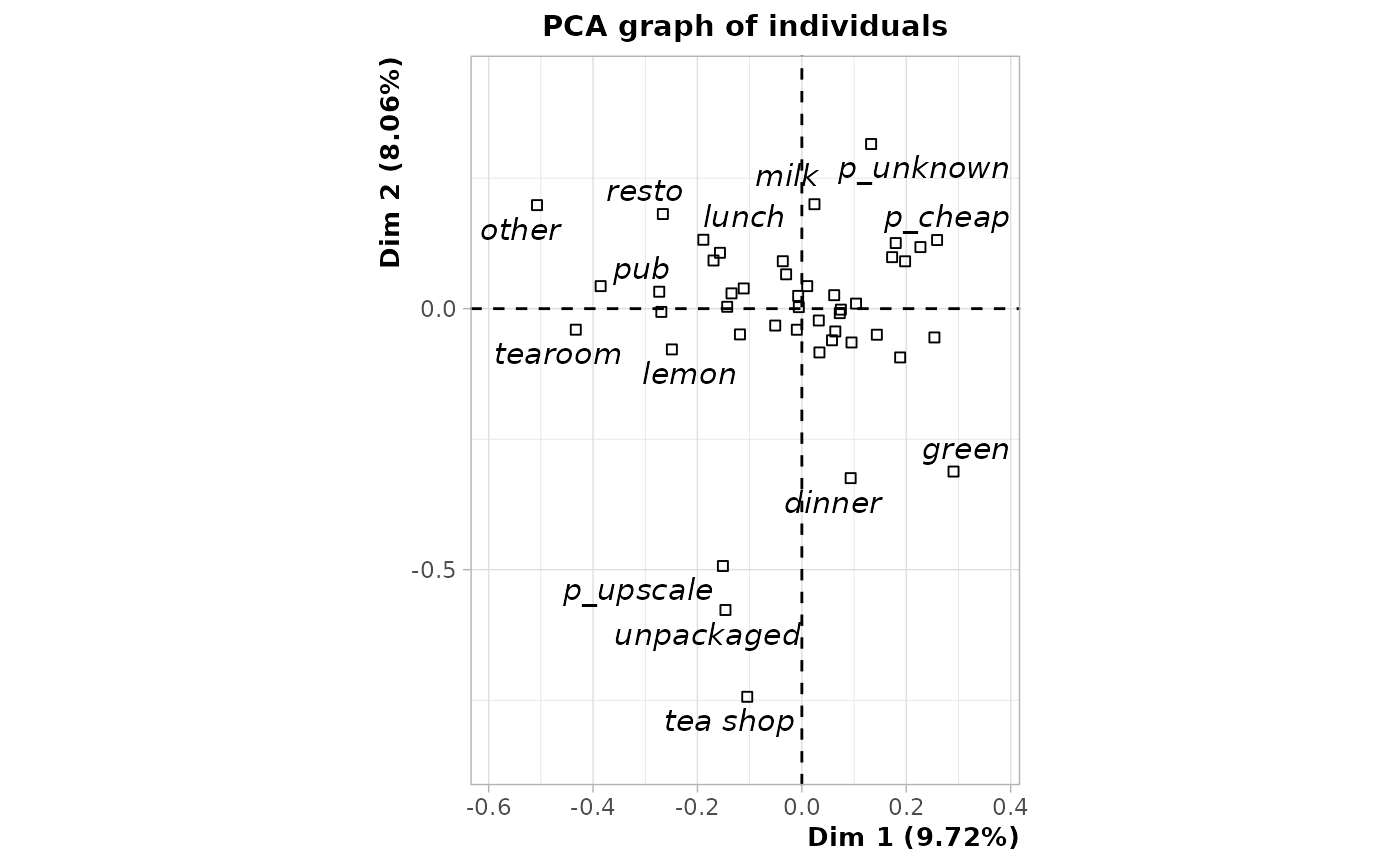 PCA graph of individuals
Dim 2 (8.06%)
milk
p_unknown
resto
lunch
p_cheap
other
pub
0.0
tearoom
lemon
green
dinner
-0.5
p_upscale
unpackaged
tea shop
-0.6
-0.4
-0.2
0.0
0.2
0.4
Dim 1 (9.72%)